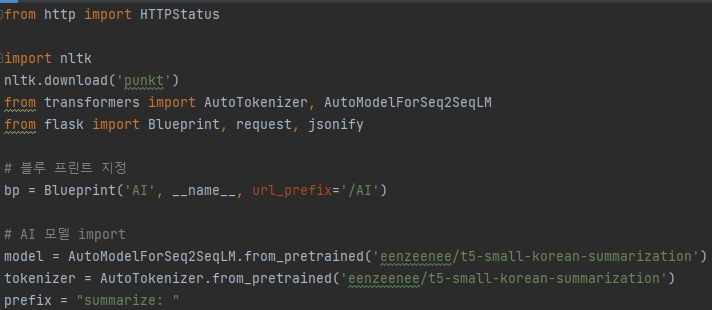 from http import HTTPStatus
import nltk
nltk.download('punkt')
from transformers import AutoTokenizer, AutoModelForSeq2SeqLM
from flask import Blueprint, request, jsonify
# 블루 프린트 지정
bp = Blueprint('AI', __name__, url_prefix='/AI')
# AI 모델 import
model = AutoModelForSeq2SeqLM.from_pretrained('eenzeenee/t5-small-korean-summarization')
tokenizer = AutoTokenizer.from_pretrained('eenzeenee/t5-small-korean-summarization')
prefix = "summarize: "